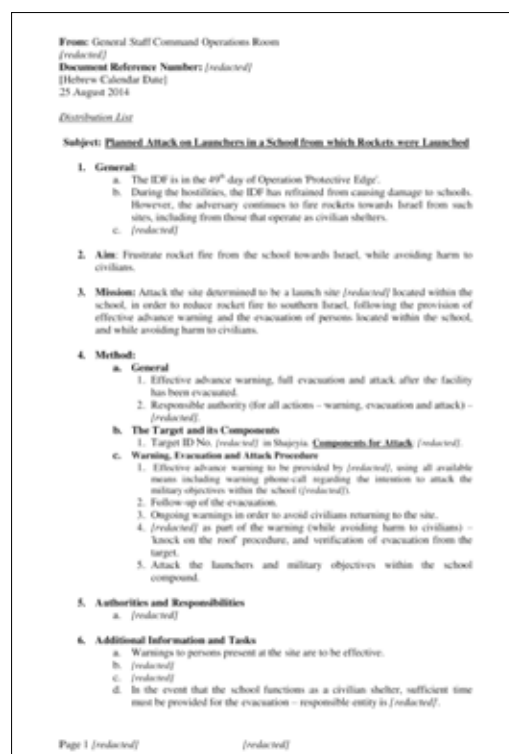 From: General Staff Command Operations Room
[redacted]
Document Reference Number: [redacted]
[Hebrew Calendar Date]
25 August 2014
Distribution List
Subject: Planned Attack on Launchers in a School from which Rockets were Launched
1. General:
a. The IDF is in the 49th day of Operation 'Protective Edge'.
b. During the hostilities, the IDF has refrained from causing damage to schools.
However, the adversary continues to fire rockets towards Israel from such
sites, including from those that operate as civilian shelters.
c. [redacted]
2. Aim: Frustrate rocket fire from the school towards Israel, while avoiding harm to
civilians.
3. Mission: Attack the site determined to be a launch site [redacted] located within the
school, in order to reduce rocket fire to southern Israel, following the provision of
effective advance warning and the evacuation of persons located within the school,
and while avoiding harm to civilians.
4. Method:
a. General
1. Effective advance warning, full evacuation and attack after the facility
has been evacuated.
2. Responsible authority (for all actions – warning, evacuation and attack) –
[redacted].
b. The Target and its Components
1. Target ID No. [redacted] in Shajeyia. Components for Attack: [redacted].
c. Warning, Evacuation and Attack Procedure
1. Effective advance warning to be provided by [redacted], using all available
means including warning phone-call regarding the intention to attack the
military objectives within the school ([redacted]).
2. Follow-up of the evacuation.
3. Ongoing warnings in order to avoid civilians returning to the site.
4. [redacted] as part of the warning (while avoiding harm to civilians) –
'knock on the roof' procedure, and verification of evacuation from the
target.
5. Attack the launchers and military objectives within the school
compound.
5. Authorities and Responsibilities
a. [redacted]
6. Additional Information and Tasks
a. Warnings to persons present at the site are to be effective.
b. [redacted]
c. [redacted]
d. In the event that the school functions as a civilian shelter, sufficient time
must be provided for the evacuation – responsible entity is [redacted].
Page 1 [redacted] [redacted]